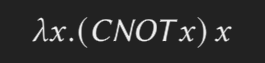 λx.(CNOT x) x